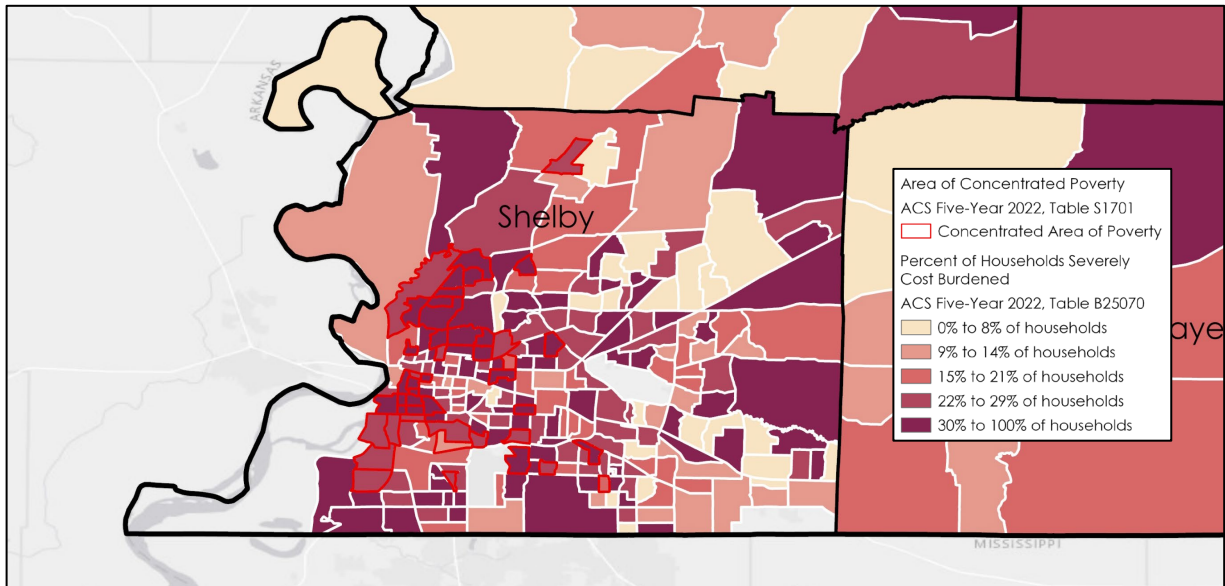 ARKANSAS
Shelby
Area of Concentrated Poverty
ACS Five-Year 2022, Table S1701
Concentrated Area of Poverty
Percent of Households Severely
Cost Burdened
ACS Five-Year 2022, Table B25070
0% to 8% of households
9% to 14% of households
15% to 21% of households
22% to 29% of households
30% to 100% of households
aye
MISSISSIPPI